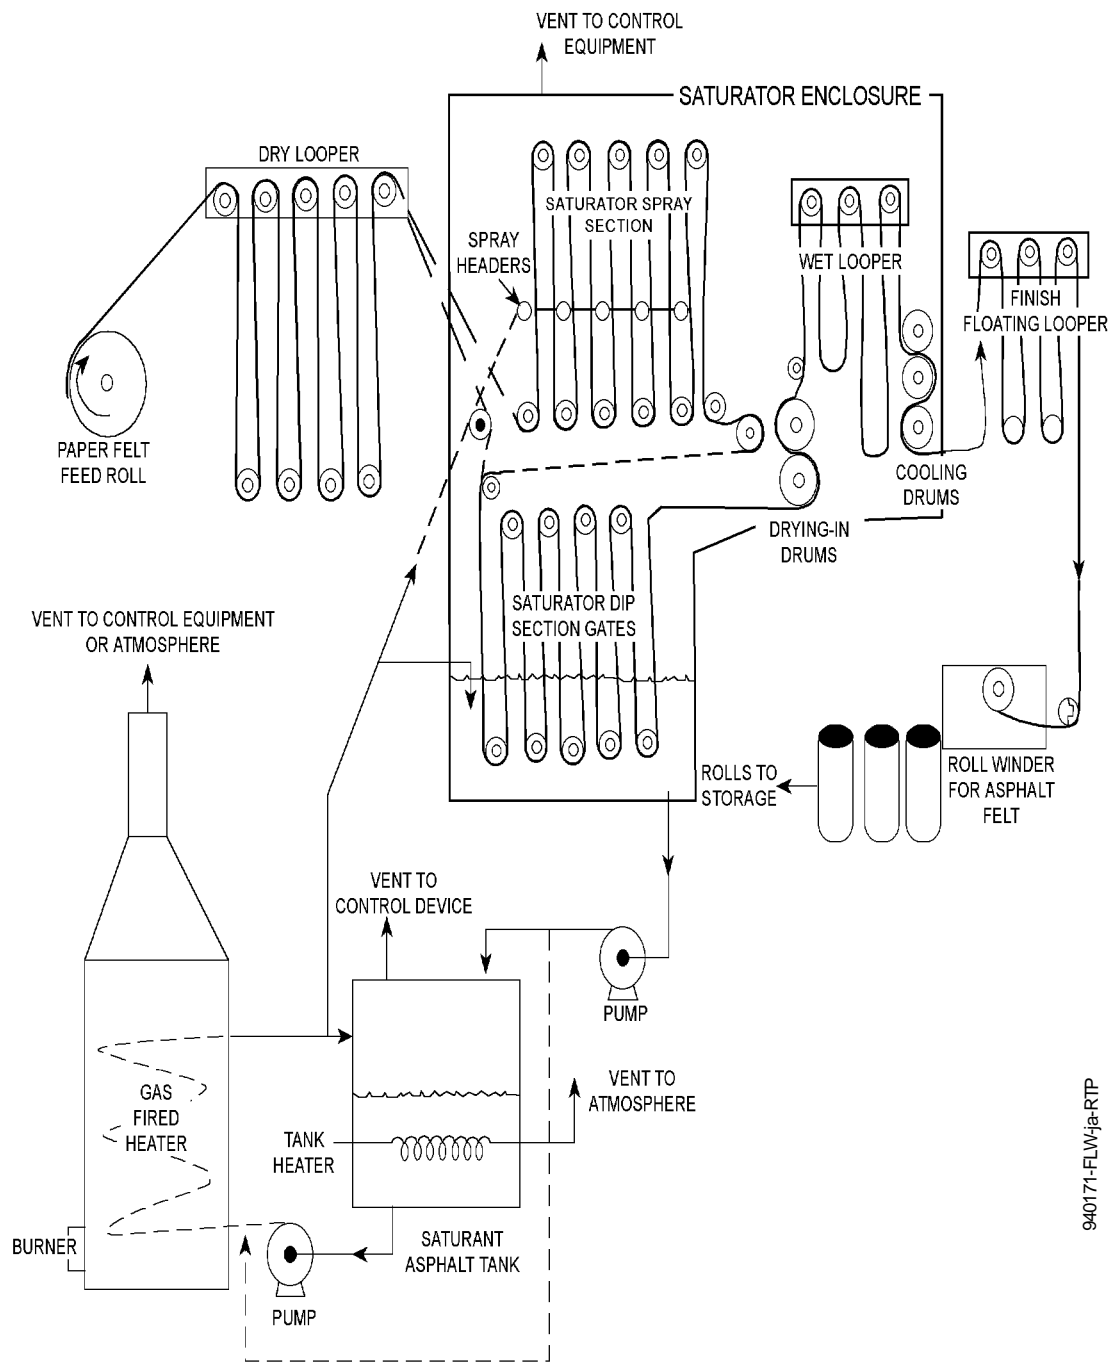 VENT TO CONTROL
EQUIPMENT
SATURATOR ENCLOSURE
DRY LOOPER
SATURATOR SPRAY
SECTION
SPRAY
HEADERS
WET LOOPER
FINISH
FLOATING LOOPER
PAPER FELT
FEED ROLL
COOLING
DRUMS
DRYING-IN
DRUMS
SATURATOR DIP
SECTION GATES
VENT TO CONTROL EQUIPMENT
OR ATMOSPHERE
ROLLS TO
STORAGE
ROLL WINDER
FOR ASPHALT
FELT
VENT TO
CONTROL DEVICE
PUMP
VENT TO
ATMOSPHERE
GAS
FIRED
HEATER
TANK
HEATER
BURNER
SATURANT
ASPHALT TANK
PUMP
940171-FLW-ja-RTP